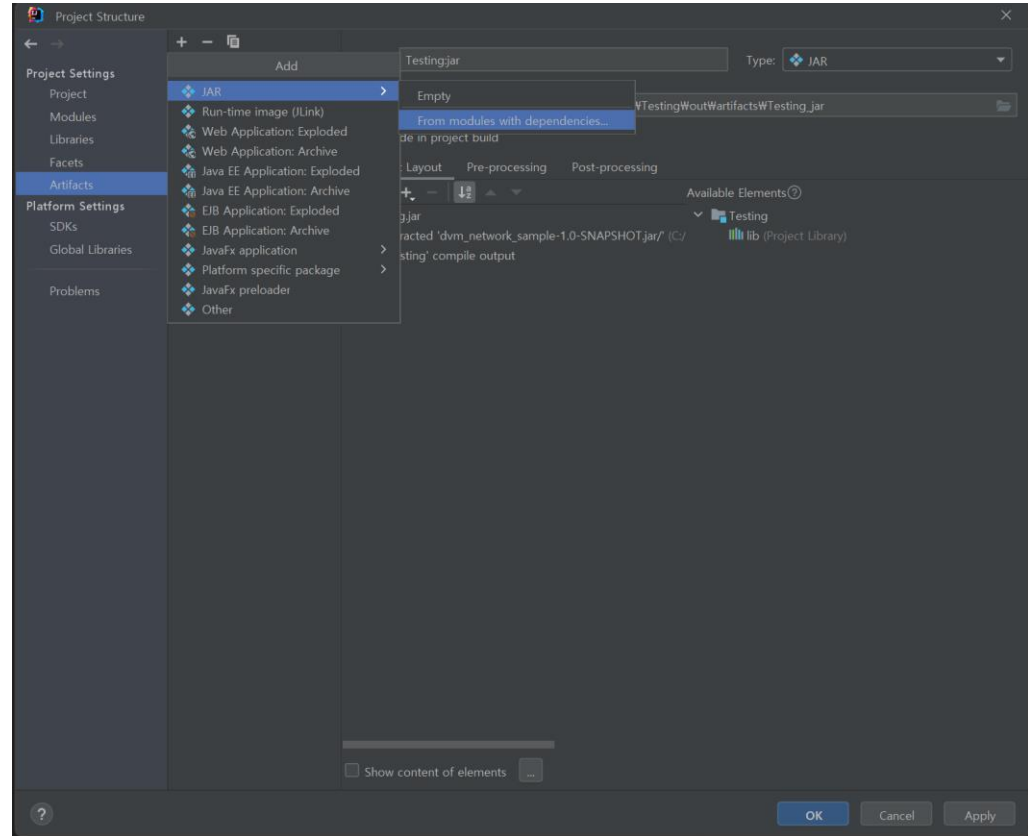 Project Structure
Project Settings
Project
Modules
Libraries
Facets
Artifacts
Platform Settings
SDKs
Global Libraries
Problems
Add
JAR
Run-time image (JLink)
Web Application: Exploded
Web Application: Archive
Java EE Application: Exploded
Java EE Application: Archive
EJB Application: Exploded
EJB Application: Archive
JavaFx application
Platform specific package
JavaFx preloader
Other
Testing:jar
Type: JAR
Empty
From modules with dependencies...
₩Testing₩out₩artifacts₩Testing_jar
de in project build
Layout Pre-processing Post-processing
Available Elements?
g.jar
racted 'dvm_network_sample-1.0-SNAPSHOT.jar/' (C:/
sting' compile output
Testing
lib (Project Library)
Show content of elements ...
? OK Cancel Apply